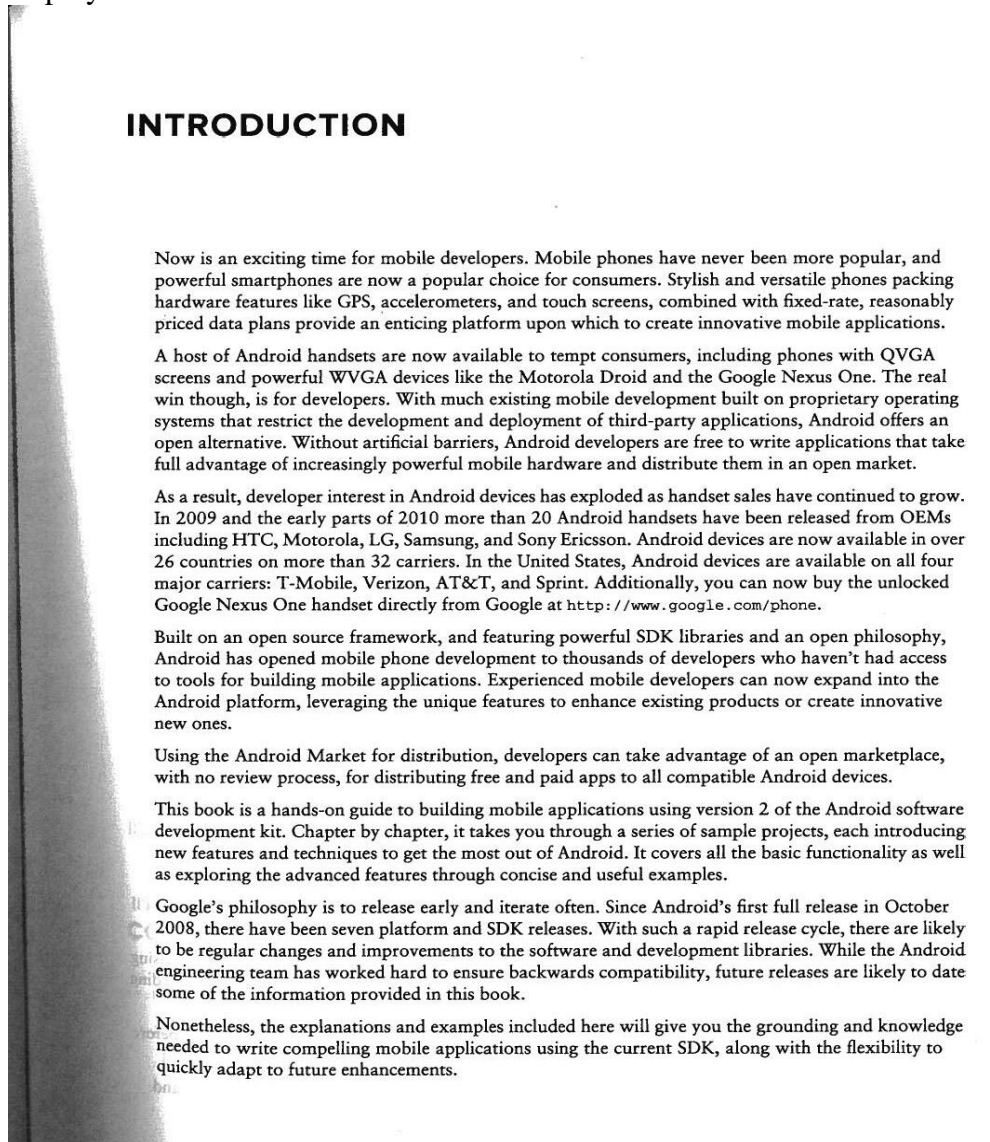 INTRODUCTION
Now is an exciting time for mobile developers. Mobile phones have never been more popular, and
powerful smartphones are now a popular choice for consumers. Stylish and versatile phones packing
hardware features like GPS, accelerometers, and touch screens, combined with fixed-rate, reasonably
priced data plans provide an enticing platform upon which to create innovative mobile applications.
A host of Android handsets are now available to tempt consumers, including phones with QVGA
screens and powerful WVGA devices like the Motorola Droid and the Google Nexus One. The real
win though, is for developers. With much existing mobile development built on proprietary operating
systems that restrict the development and deployment of third-party applications, Android offers an
open alternative. Without artificial barriers, Android developers are free to write applications that take
full advantage of increasingly powerful mobile hardware and distribute them in an open market.
As a result, developer interest in Android devices has exploded as handset sales have continued to grow.
In 2009 and the early parts of 2010 more than 20 Android handsets have been released from OEMs
including HTC, Motorola, LG, Samsung, and Sony Ericsson. Android devices are now available in over
26 countries on more than 32 carriers. In the United States, Android devices are available on all four
major carriers: T-Mobile, Verizon, AT&T, and Sprint. Additionally, you can now buy the unlocked
Google Nexus One handset directly from Google at http://www.google.com/phone.
Built on an open source framework, and featuring powerful SDK libraries and an open philosophy,
Android has opened mobile phone development to thousands of developers who haven't had access
to tools for building mobile applications. Experienced mobile developers can now expand into the
Android platform, leveraging the unique features to enhance existing products or create innovative
new ones.
Using the Android Market for distribution, developers can take advantage of an open marketplace,
with no review process, for distributing free and paid apps to all compatible Android devices.
This book is a hands-on guide to building mobile applications using version 2 of the Android software
development kit. Chapter by chapter, it takes you through a series of sample projects, each introducing
new features and techniques to get the most out of Android. It covers all the basic functionality as well
as exploring the advanced features through concise and useful examples.
Google's philosophy is to release early and iterate often. Since Android's first full release in October
2008, there have been seven platform and SDK releases. With such a rapid release cycle, there are likely
to be regular changes and improvements to the software and development libraries. While the Android
engineering team has worked hard to ensure backwards compatibility, future releases are likely to date
some of the information provided in this book.
Nonetheless, the explanations and examples included here will give you the grounding and knowledge
needed to write compelling mobile applications using the current SDK, along with the flexibility to
quickly adapt to future enhancements.